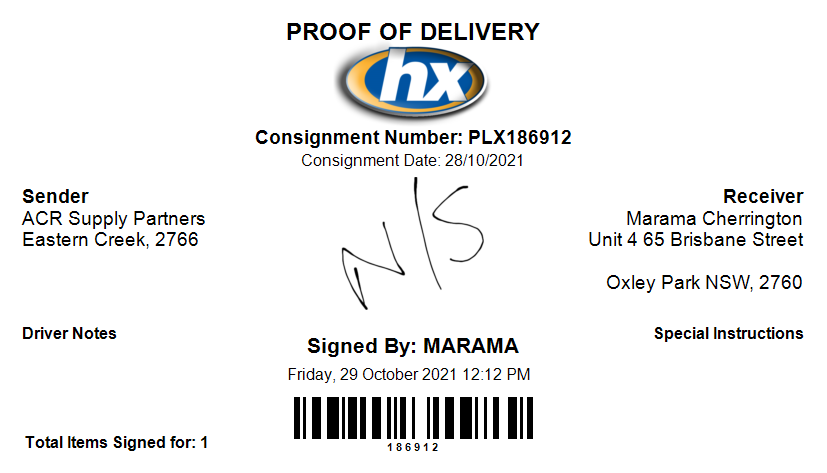 PROOF OF DELIVERY
hx
Consignment Number: PLX186912
Consignment Date: 28/10/2021
Sender
ACR Supply Partners
Eastern Creek, 2766
N/S
Receiver
Marama Cherrington
Unit 4 65 Brisbane Street
Oxley Park NSW, 2760
Driver Notes
Special Instructions
Signed By: MARAMA
Friday, 29 October 2021 12:12 PM
186912
Total Items Signed for: 1